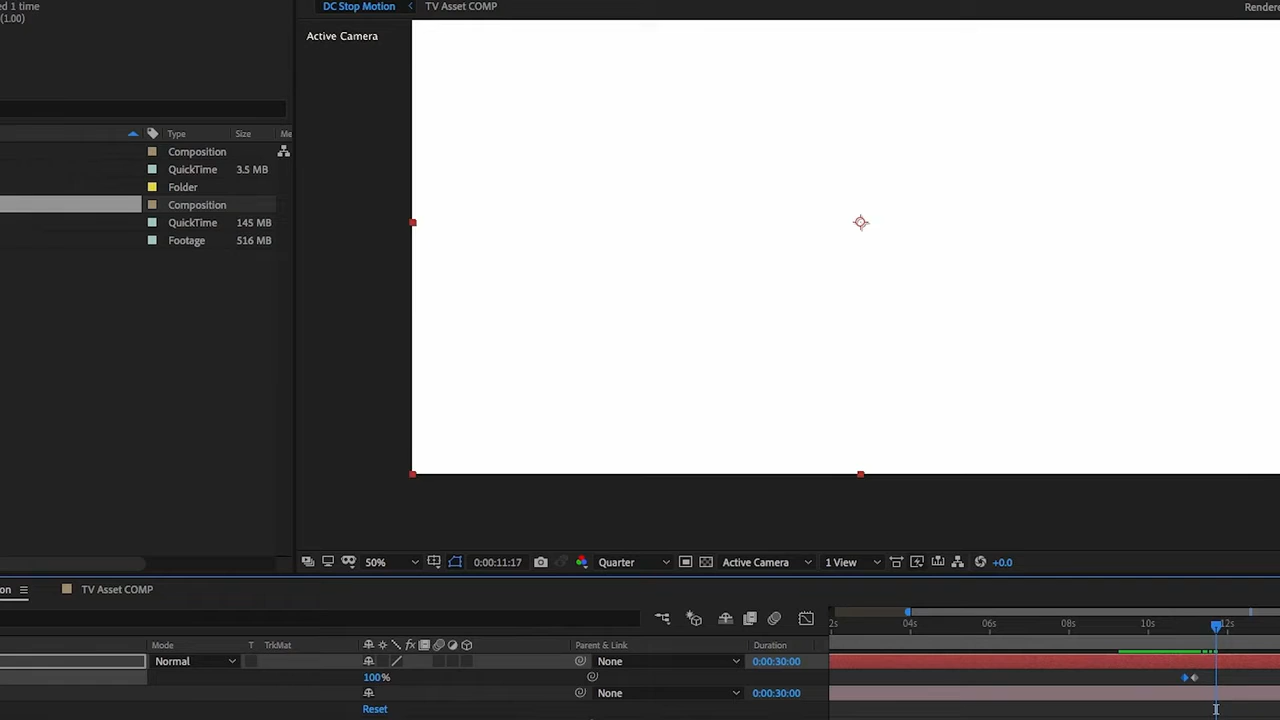 ed 1 time
(1.00)
DC Stop Motion
TV Asset COMP
Rendere
Active Camera
Type
Size
Me
Composition
QuickTime
3.5 MB
Folder
Composition
QuickTime
145 MB
Footage
516 MB
50%
0:00:11:17
Quarter
Active Camera
1 View
+0.0
on
TV Asset COMP
2s
04s
06s
08s
10s
12s
Mode
T
TrkMat
fx
Parent & Link
Duration
Normal
None
0:00:30:00
100%
None
0:00:30:00
Reset